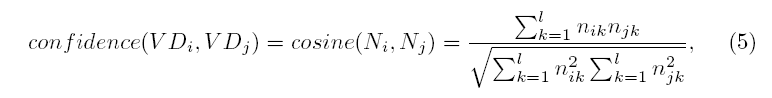 confidence(VD_i, VD_j) = cosine(N_i, N_j) = \frac{\sum_{k=1}^{l} n_{ik} n_{jk}}{\sqrt{\sum_{k=1}^{l} n_{ik}^2 \sum_{k=1}^{l} n_{jk}^2}}, (5)